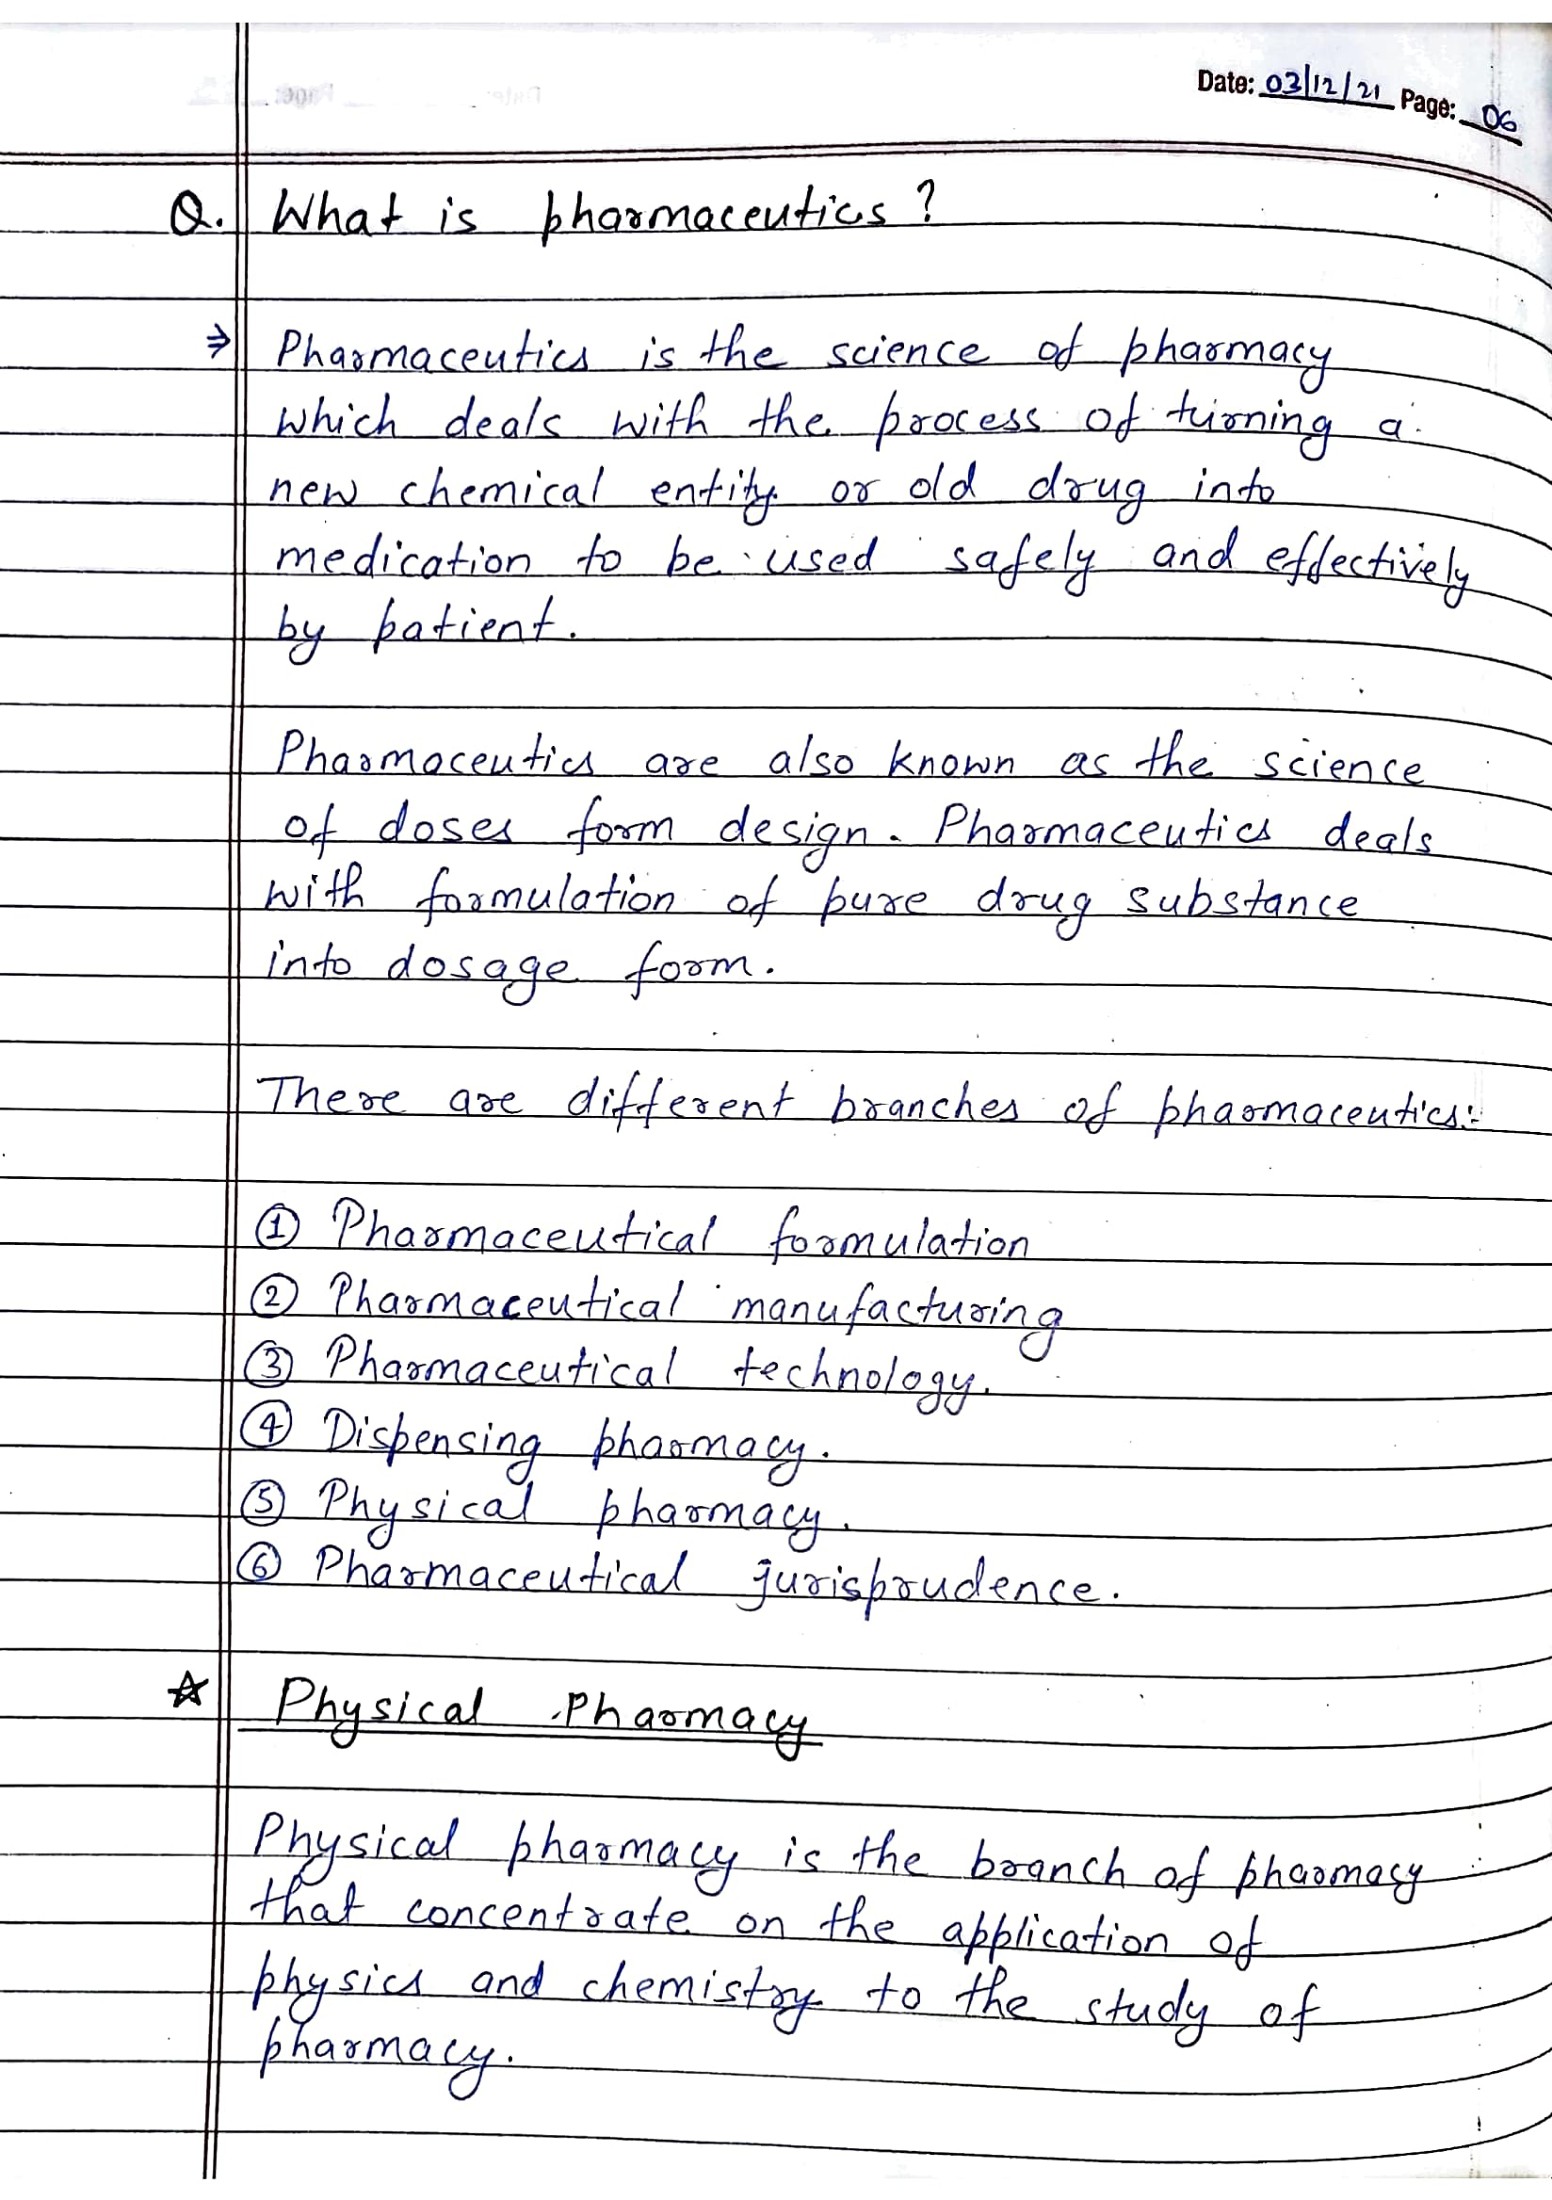 Date: 03/12/21 Page: 06
Q. What is pharmaceutics?
⇒ Pharmaceutics is the science of pharmacy
which deals with the process of turning a
new chemical entity or old drug into
medication to be used safely and effectively
by patient.
Pharmaceutics are also known as the science
of doses form design. Pharmaceutics deals
with formulation of pure drug substance
into dosage form.
There are different branches of pharmaceutics:-
① Pharmaceutical formulation
② Pharmaceutical manufacturing
③ Pharmaceutical technology.
④ Dispensing pharmacy.
⑤ Physical pharmacy.
⑥ Pharmaceutical jurisprudence.
☆ Physical Pharmacy
Physical pharmacy is the branch of pharmacy
that concentrate on the application of
physics and chemistry to the study of
pharmacy.